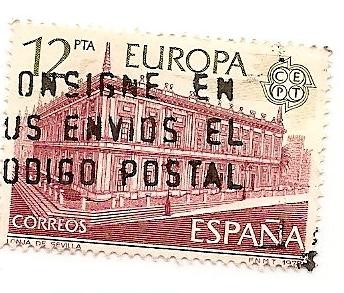 12 PTA EUROPA
CEPT
ONSIGNE EN
US ENVIOS EL
ODIGO POSTAL
CORREOS ESPAÑA
LONJA DE SEVILLA F.N.M.T.